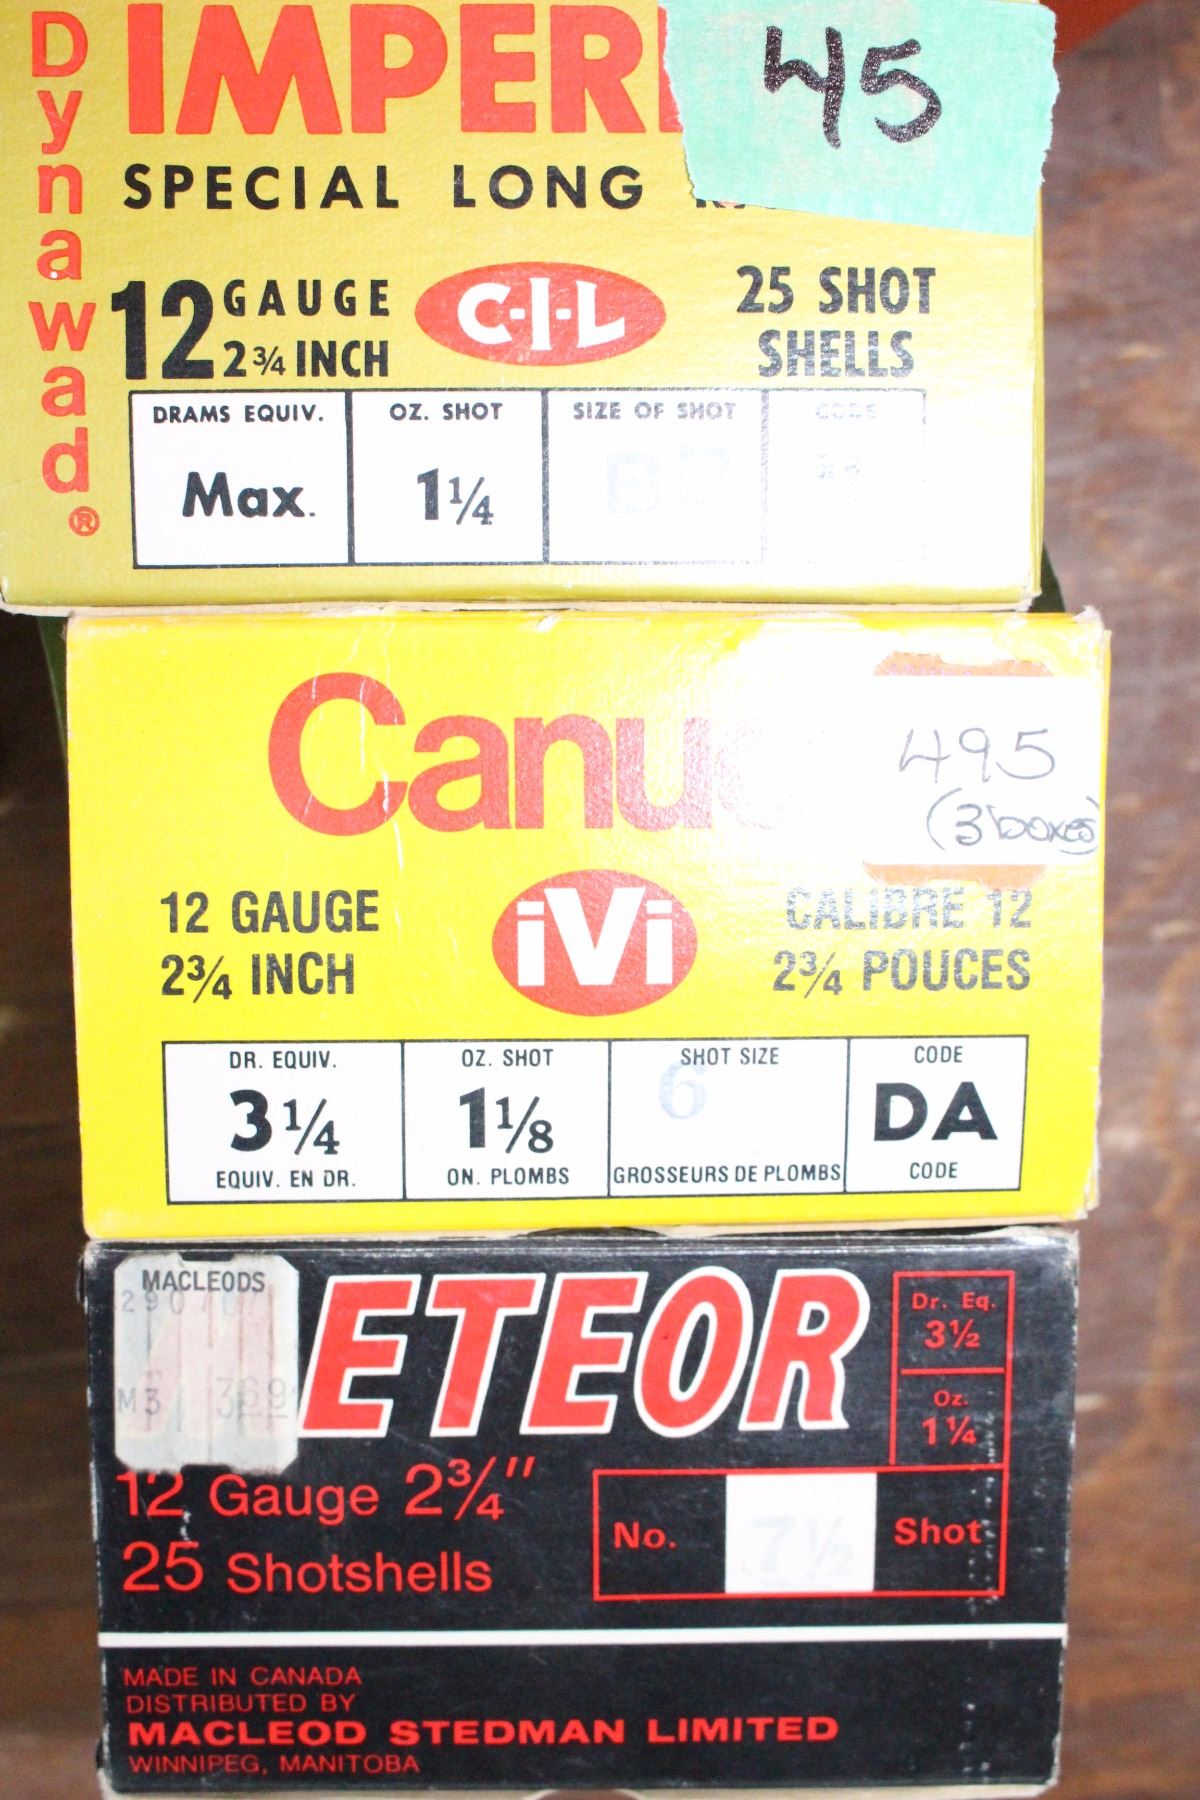 Dynawad®
IMPERI
45
SPECIAL LONG
12 GAUGE
2¾ INCH
C-I-L
25 SHOT
SHELLS
DRAMS EQUIV. OZ. SHOT SIZE OF SHOT CODE
Max. 1¼ BB
Canuc
495
(3 boxes)
12 GAUGE
2¾ INCH
iVi
CALIBRE 12
2¾ POUCES
DR. EQUIV. OZ. SHOT SHOT SIZE CODE
3¼ 1⅛ 6 DA
EQUIV. EN DR. ON. PLOMBS GROSSEURS DE PLOMBS CODE
MACLEODS
M3
ETEOR
Dr. Eq.
3½
Oz.
1¼
12 Gauge 2¾"
25 Shotshells
No. 7½ Shot
MADE IN CANADA
DISTRIBUTED BY
MACLEOD STEDMAN LIMITED
WINNIPEG, MANITOBA